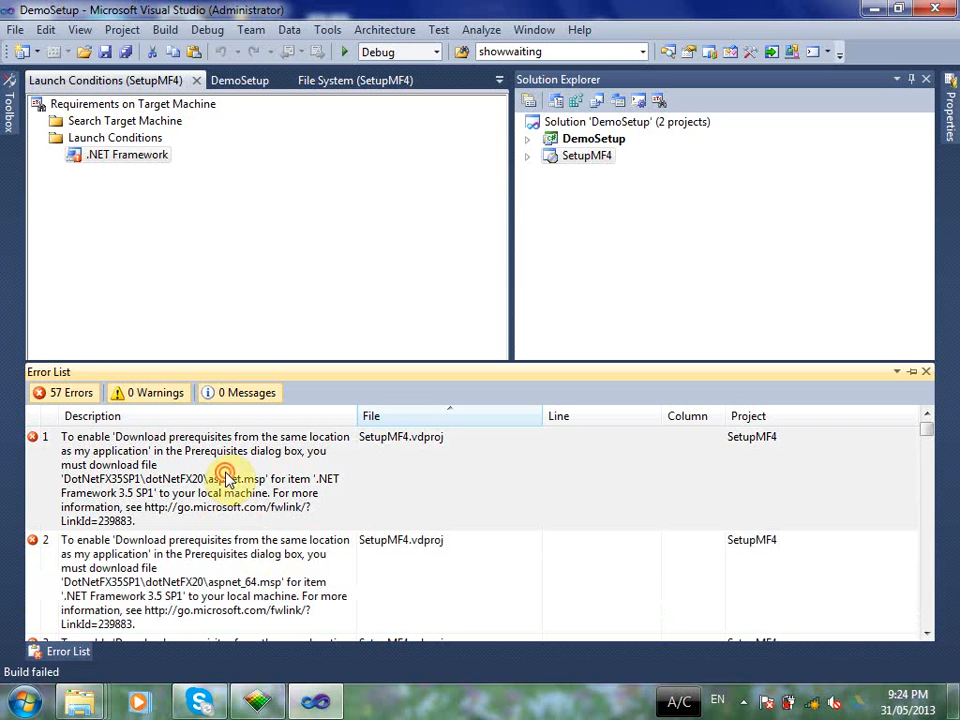 DemoSetup - Microsoft Visual Studio (Administrator)
File Edit View Project Build Debug Team Data Tools Architecture Test Analyze Window Help
Debug showwaiting
Toolbox
Launch Conditions (SetupMF4) DemoSetup File System (SetupMF4)
Requirements on Target Machine
Search Target Machine
Launch Conditions
.NET Framework
Solution Explorer
Solution 'DemoSetup' (2 projects)
DemoSetup
SetupMF4
Properties
Error List
57 Errors 0 Warnings 0 Messages
Description File Line Column Project
1 To enable 'Download prerequisites from the same location SetupMF4.vdproj SetupMF4
as my application' in the Prerequisites dialog box, you
must download file
'DotNetFX35SP1\dotNetFX20\aspnet.msp' for item '.NET
Framework 3.5 SP1' to your local machine. For more
information, see http://go.microsoft.com/fwlink/?
LinkId=239883.
2 To enable 'Download prerequisites from the same location SetupMF4.vdproj SetupMF4
as my application' in the Prerequisites dialog box, you
must download file
'DotNetFX35SP1\dotNetFX20\aspnet_64.msp' for item
'.NET Framework 3.5 SP1' to your local machine. For more
information, see http://go.microsoft.com/fwlink/?
LinkId=239883.
Error List
Build failed
A/C EN 9:24 PM
31/05/2013